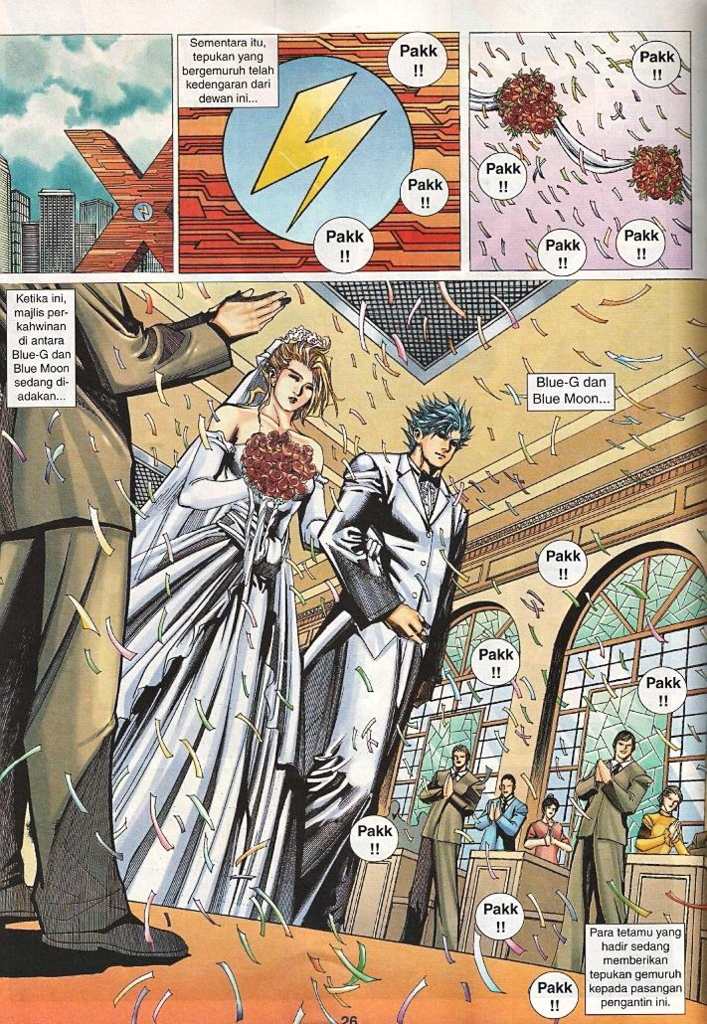 Sementara itu,
tepukan yang
bergemuruh telah
kedengaran dari
dewan ini...
Pakk
!!
Pakk
!!
Pakk
!!
Pakk
!!
Pakk
!!
Pakk
!!
Pakk
!!
Ketika ini,
majlis per-
kahwinan
di antara
Blue-G dan
Blue Moon
sedang di-
adakan...
Blue-G dan
Blue Moon...
Pakk
!!
Pakk
!!
Pakk
!!
Pakk
!!
Pakk
!!
Pakk
!!
Para tetamu yang
hadir sedang
memberikan
tepukan gemuruh
kepada pasangan
pengantin ini.
26